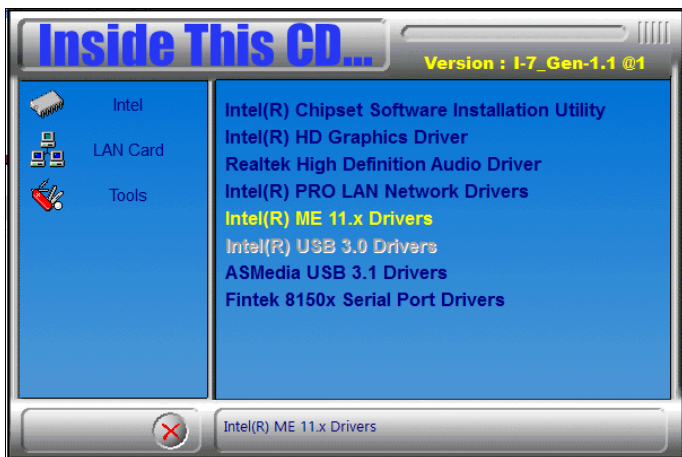 Inside This CD...
Version : I-7_Gen-1.1 @1
Intel
LAN Card
Tools
Intel(R) Chipset Software Installation Utility
Intel(R) HD Graphics Driver
Realtek High Definition Audio Driver
Intel(R) PRO LAN Network Drivers
Intel(R) ME 11.x Drivers
Intel(R) USB 3.0 Drivers
ASMedia USB 3.1 Drivers
Fintek 8150x Serial Port Drivers
Intel(R) ME 11.x Drivers